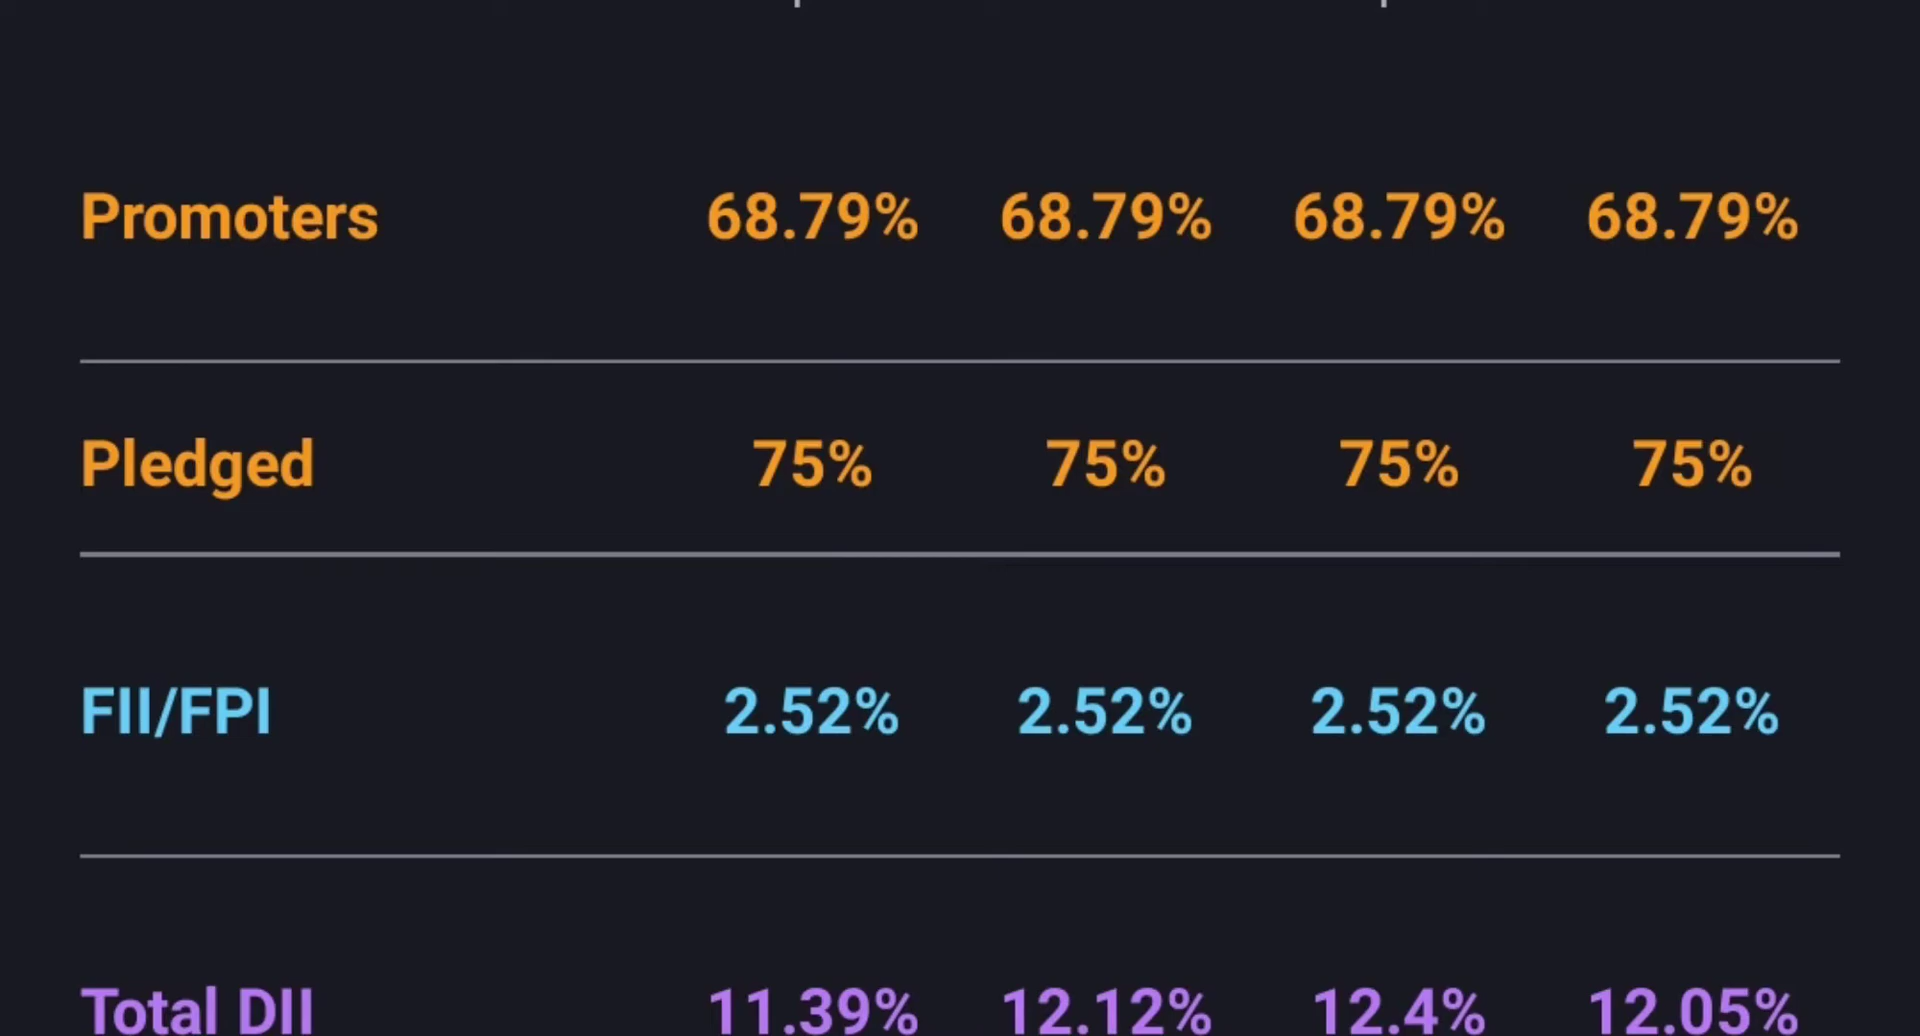 Promoters 68.79% 68.79% 68.79% 68.79%
Pledged 75% 75% 75% 75%
FII/FPI 2.52% 2.52% 2.52% 2.52%
Total DII 11.39% 12.12% 12.4% 12.05%